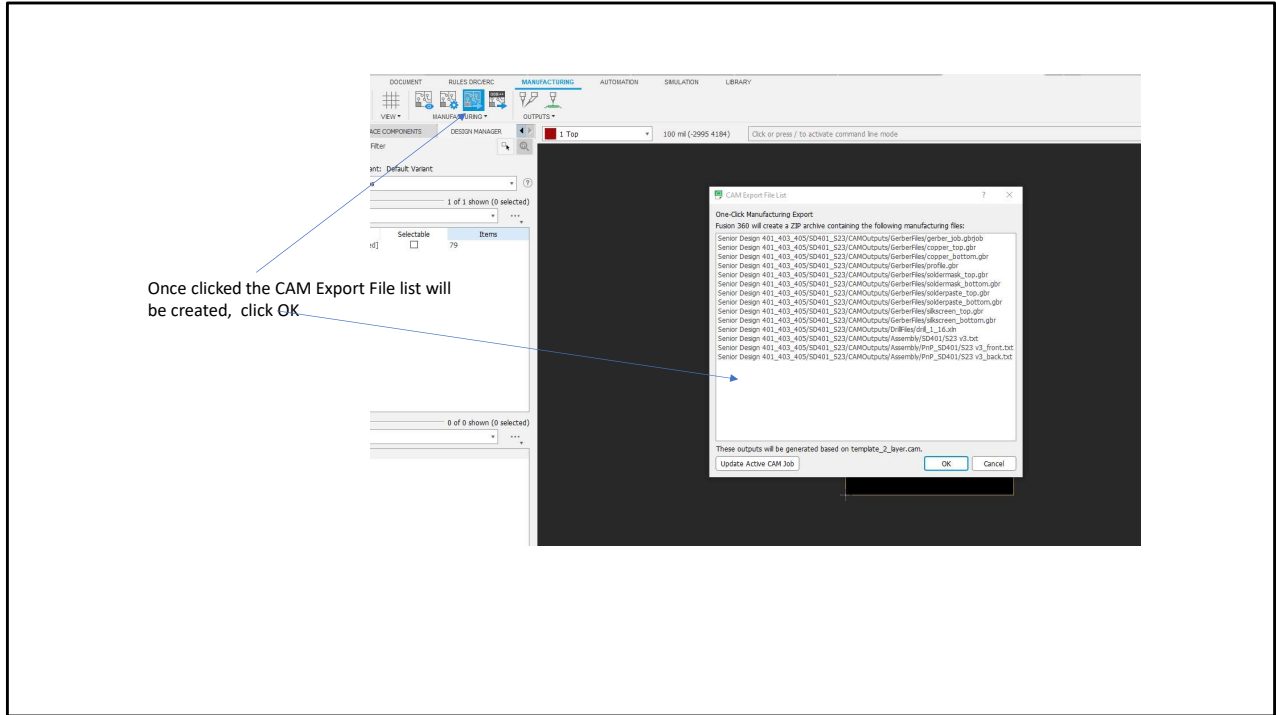 DOCUMENT RULES DRC/ERC MANUFACTURING AUTOMATION SIMULATION LIBRARY
VIEW MANUFACTURING OUTPUTS
ACE COMPONENTS DESIGN MANAGER 1 Top 100 mil (-2995 4184) Click or press / to activate command line mode
Filter
ant: Default Variant
1 of 1 shown (0 selected)
Selectable Items
ed] 79
Once clicked the CAM Export File list will
be created, click OK
0 of 0 shown (0 selected)
CAM Export File List
One-Click Manufacturing Export
Fusion 360 will create a ZIP archive containing the following manufacturing files:
Senior Design 401_403_405/SD401_S23/CAMOutputs/GerberFiles/gerber_job.gbrjob
Senior Design 401_403_405/SD401_S23/CAMOutputs/GerberFiles/copper_top.gbr
Senior Design 401_403_405/SD401_S23/CAMOutputs/GerberFiles/copper_bottom.gbr
Senior Design 401_403_405/SD401_S23/CAMOutputs/GerberFiles/profile.gbr
Senior Design 401_403_405/SD401_S23/CAMOutputs/GerberFiles/soldermask_top.gbr
Senior Design 401_403_405/SD401_S23/CAMOutputs/GerberFiles/soldermask_bottom.gbr
Senior Design 401_403_405/SD401_S23/CAMOutputs/GerberFiles/solderpaste_top.gbr
Senior Design 401_403_405/SD401_S23/CAMOutputs/GerberFiles/solderpaste_bottom.gbr
Senior Design 401_403_405/SD401_S23/CAMOutputs/GerberFiles/silkscreen_top.gbr
Senior Design 401_403_405/SD401_S23/CAMOutputs/GerberFiles/silkscreen_bottom.gbr
Senior Design 401_403_405/SD401_S23/CAMOutputs/DrillFiles/drill_1_16.xln
Senior Design 401_403_405/SD401_S23/CAMOutputs/Assembly/SD401/S23 v3.txt
Senior Design 401_403_405/SD401_S23/CAMOutputs/Assembly/PnP_SD401/S23 v3_front.txt
Senior Design 401_403_405/SD401_S23/CAMOutputs/Assembly/PnP_SD401/S23 v3_back.txt
These outputs will be generated based on template_2_layer.cam.
Update Active CAM Job OK Cancel